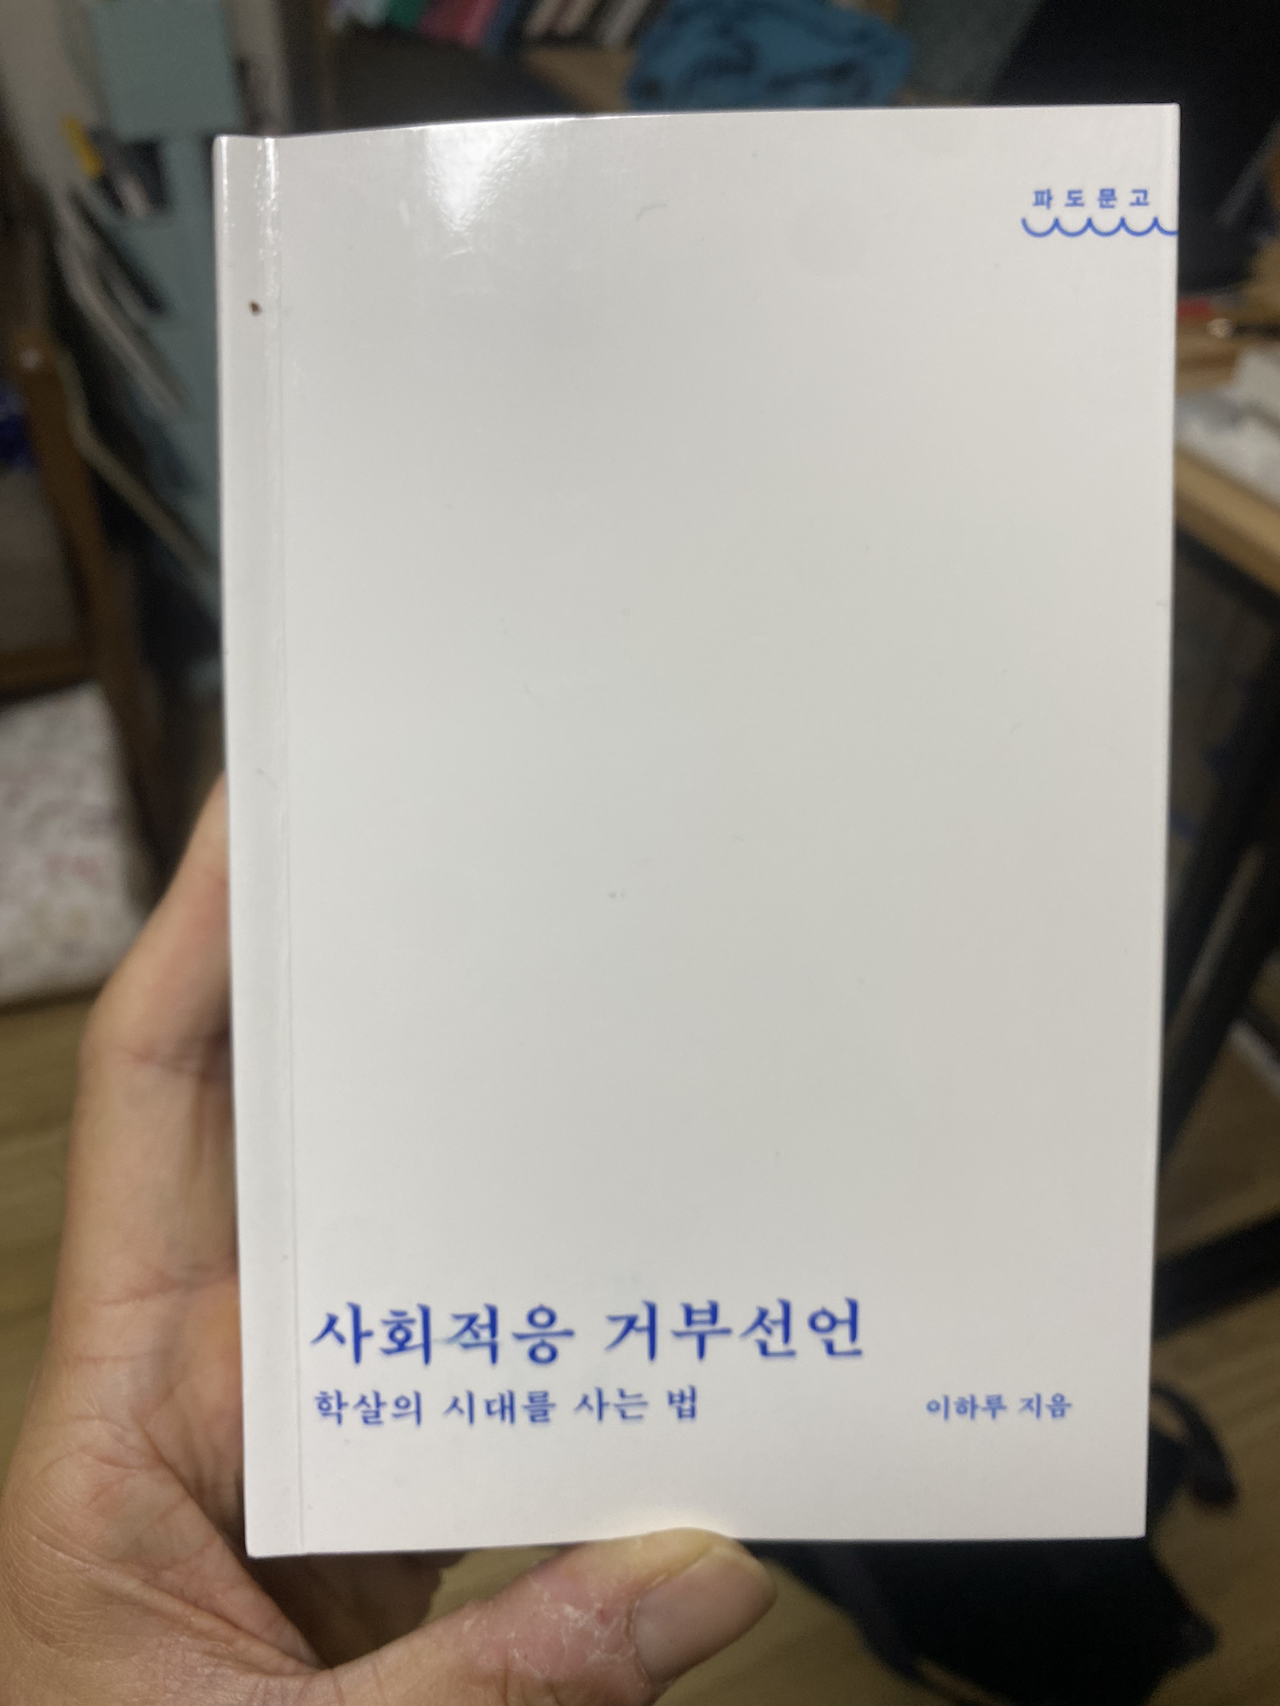 파도문고
사회적응 거부선언
학살의 시대를 사는 법
이하루 지음